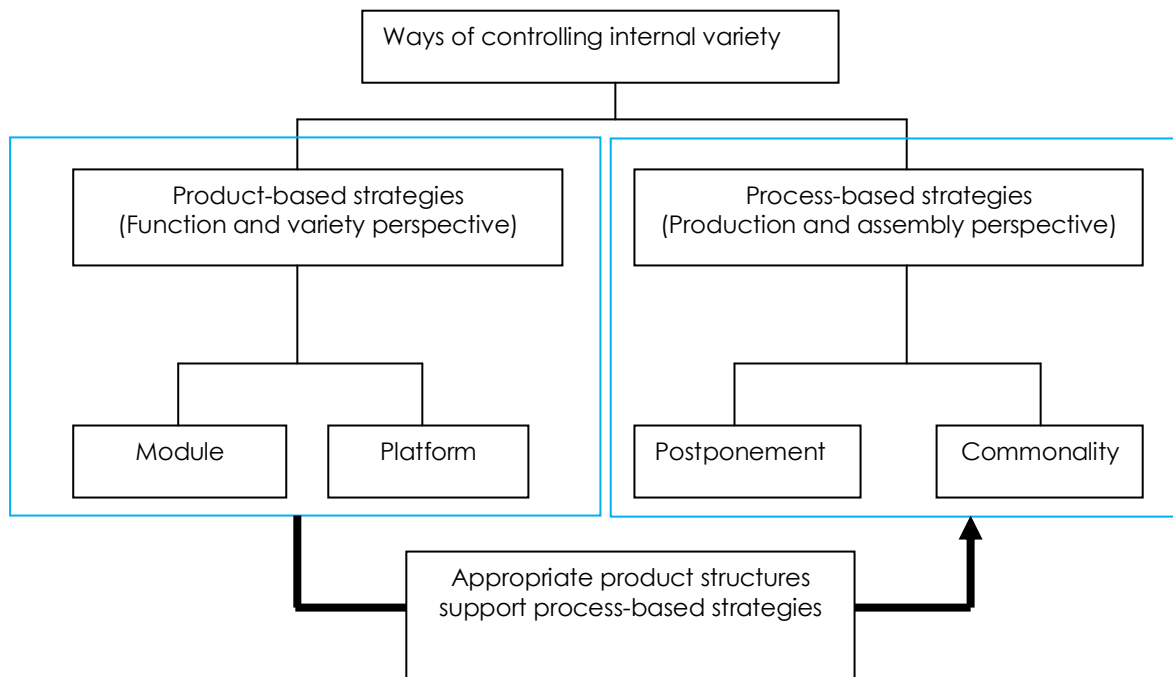 Ways of controlling internal variety
Product-based strategies
(Function and variety perspective)
Process-based strategies
(Production and assembly perspective)
Module
Platform
Postponement
Commonality
Appropriate product structures
support process-based strategies